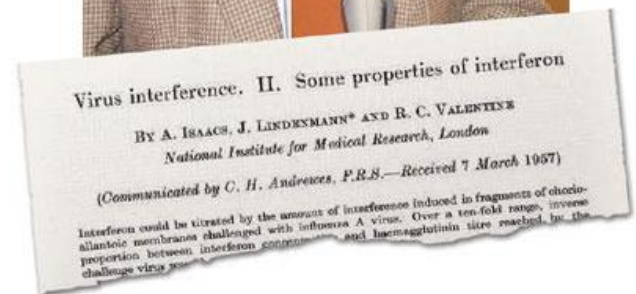 Virus interference. II. Some properties of interferon
BY A. ISAACS, J. LINDENMANN* AND R. C. VALENTINE
National Institute for Medical Research, London
(Communicated by C. H. Andrewes, F.R.S.—Received 7 March 1957)
Interferon could be titrated by the amount of interference induced in fragments of chorio-
allantoic membranes challenged with influenza A virus. Over a ten-fold range, inverse
proportion between interferon and haemagglutinin titre reached by the
challenge virus